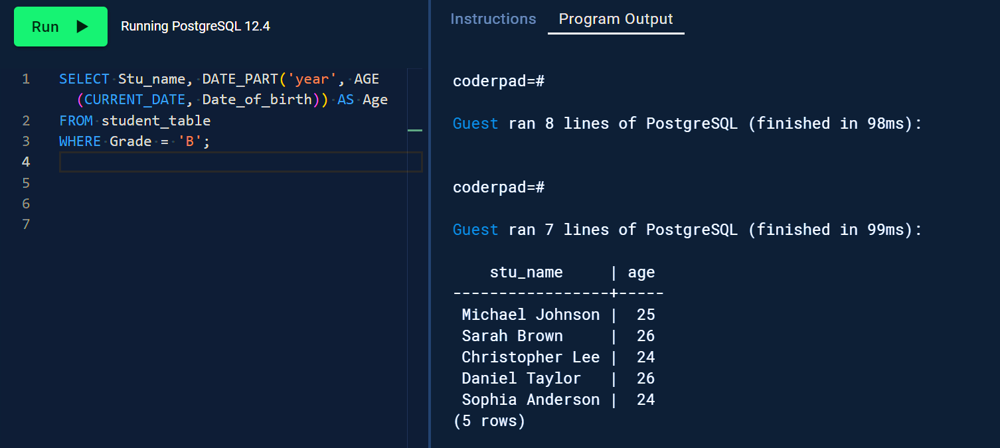 Run
Running PostgreSQL 12.4
1 SELECT Stu_name, DATE_PART('year', AGE
(CURRENT_DATE, Date_of_birth)) AS Age
2 FROM student_table
3 WHERE Grade = 'B';
4
5
6
7
Instructions
Program Output
coderpad=#
Guest ran 8 lines of PostgreSQL (finished in 98ms):
coderpad=#
Guest ran 7 lines of PostgreSQL (finished in 99ms):
stu_name | age
-----------------+-----
Michael Johnson | 25
Sarah Brown | 26
Christopher Lee | 24
Daniel Taylor | 26
Sophia Anderson | 24
(5 rows)